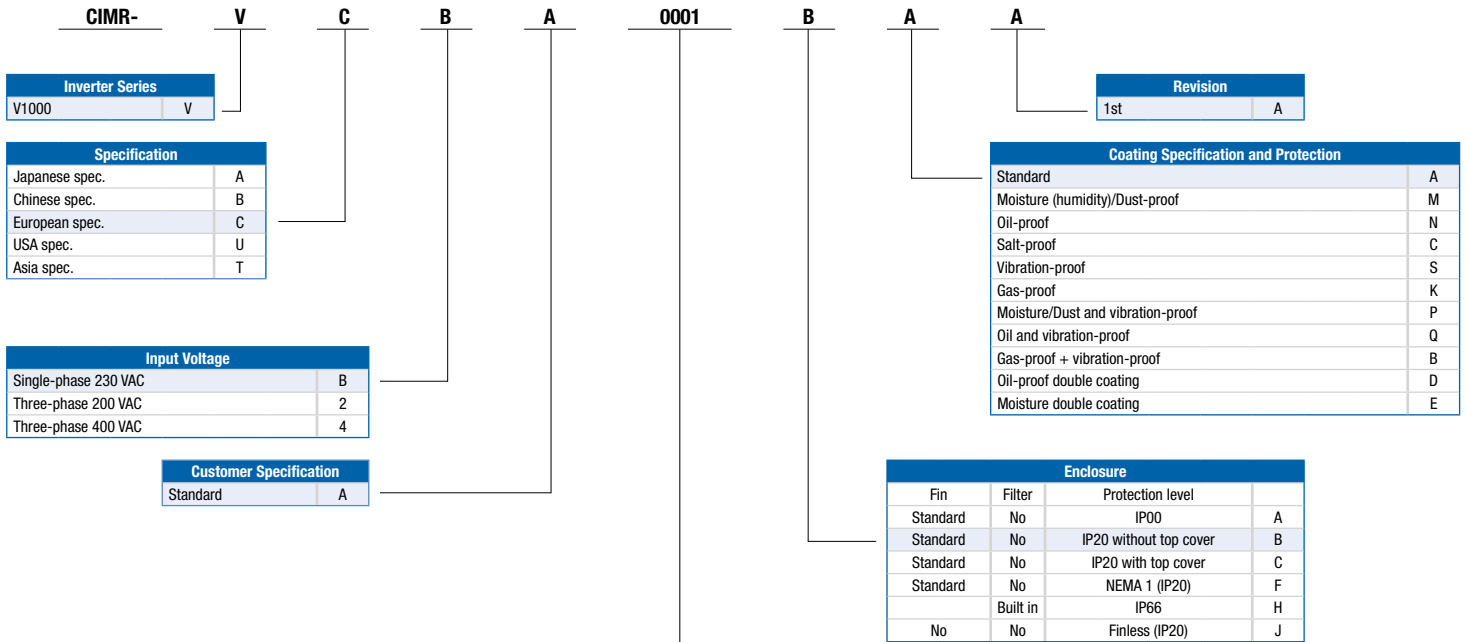 CIMR- V C B A 0001 B A A
Inverter Series
V1000 V
Specification
Japanese spec. A
Chinese spec. B
European spec. C
USA spec. U
Asia spec. T
Input Voltage
Single-phase 230 VAC B
Three-phase 200 VAC 2
Three-phase 400 VAC 4
Customer Specification
Standard A
Revision
1st A
Coating Specification and Protection
Standard A
Moisture (humidity)/Dust-proof M
Oil-proof N
Salt-proof C
Vibration-proof S
Gas-proof K
Moisture/Dust and vibration-proof P
Oil and vibration-proof Q
Gas-proof + vibration-proof B
Oil-proof double coating D
Moisture double coating E
Enclosure
Fin Filter Protection level
Standard No IP00 A
Standard No IP20 without top cover B
Standard No IP20 with top cover C
Standard No NEMA 1 (IP20) F
Built in IP66 H
No No Finless (IP20) J